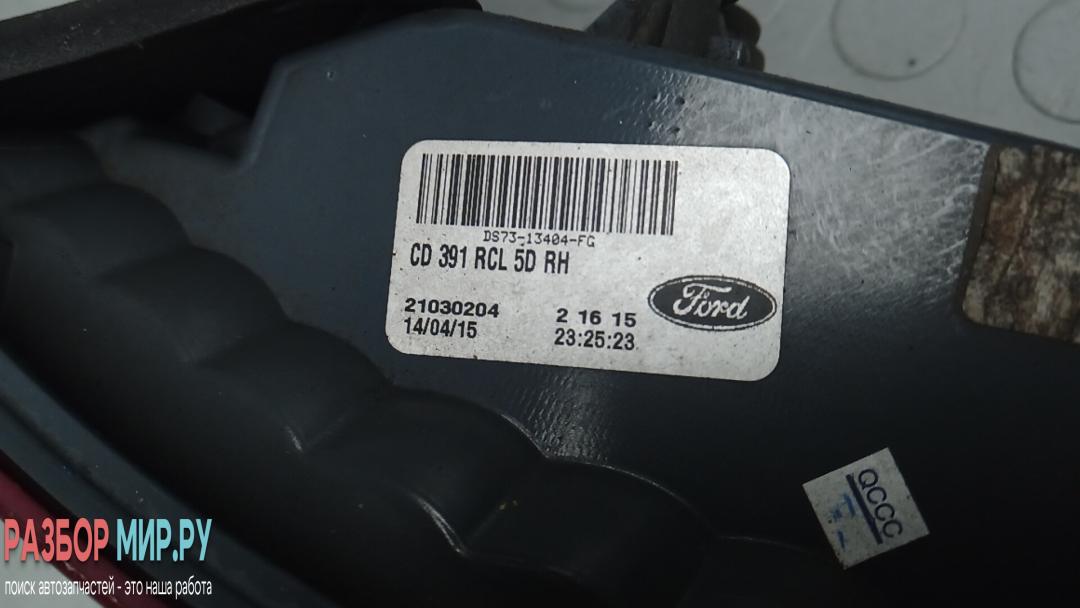 DS73-13404-FG
CD 391 RCL 5D RH
Ford
21030204 2 16 15
14/04/15 23:25:23
QCCC
РАЗБОР МИР.РУ
поиск автозапчастей - это наша работа